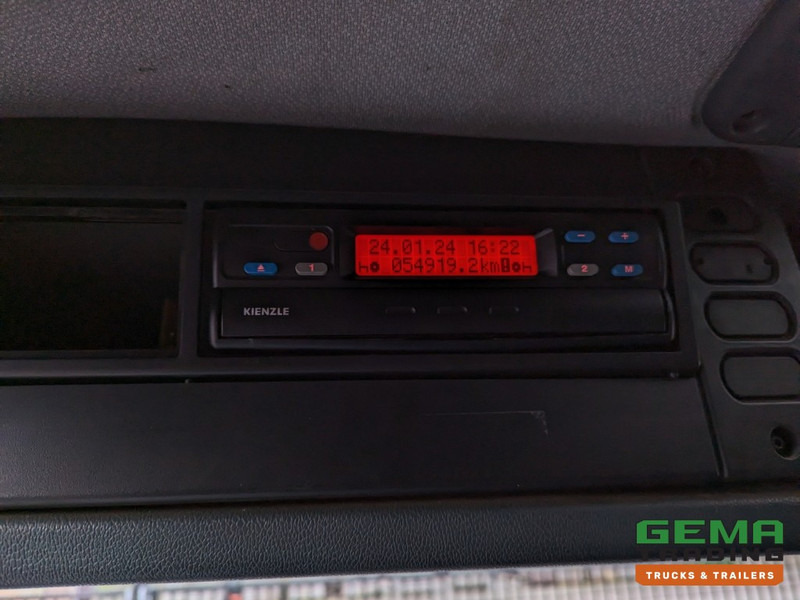 24.01.24 16:22
054919.2km
1
2
M
KIENZLE
GEMA
TRADING
TRUCKS & TRAILERS